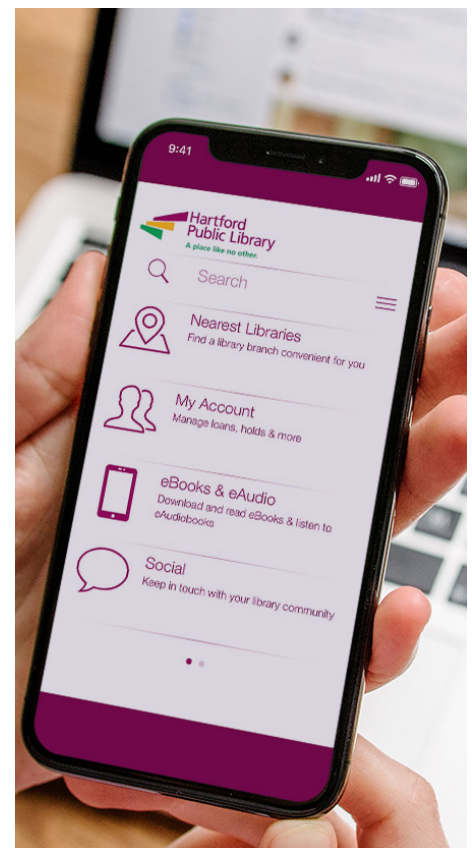 9:41
Hartford
Public Library
A place like no other.
Search
Nearest Libraries
Find a library branch convenient for you
My Account
Manage loans, holds & more
eBooks & eAudio
Download and read eBooks & listen to
eAudiobooks
Social
Keep in touch with your library community